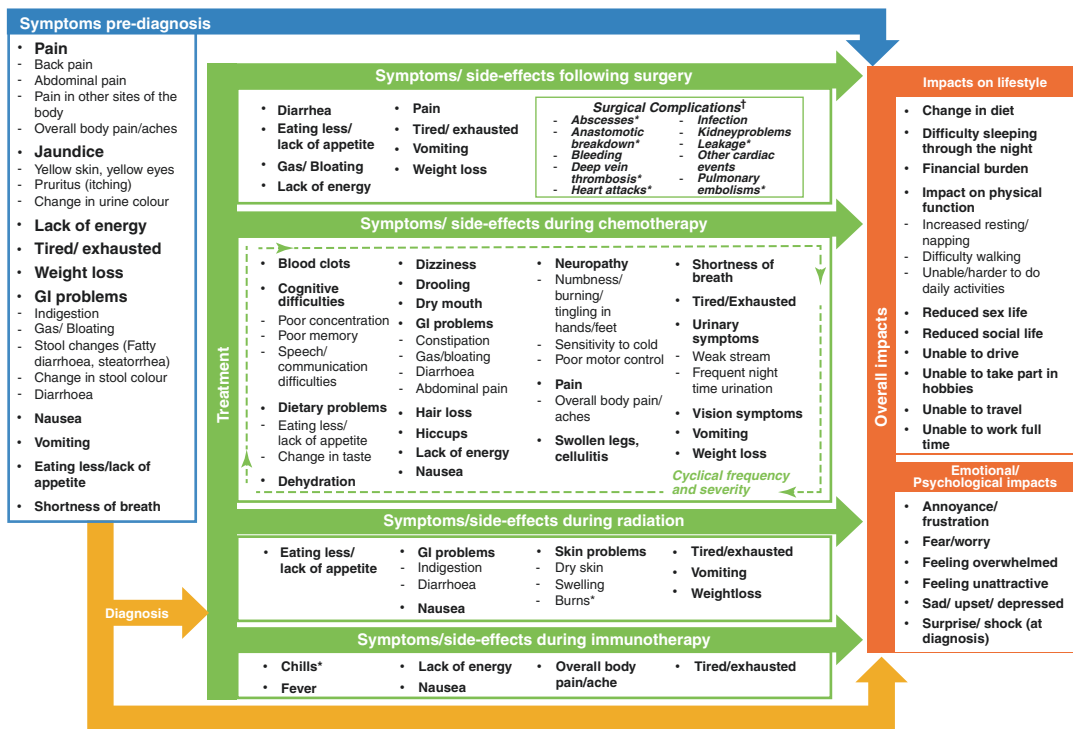 Symptoms pre-diagnosis
• Pain
- Back pain
- Abdominal pain
- Pain in other sites of the
body
- Overall body pain/aches
• Jaundice
- Yellow skin, yellow eyes
- Pruritus (itching)
- Change in urine colour
• Lack of energy
• Tired/ exhausted
• Weight loss
• GI problems
- Indigestion
- Gas/ Bloating
- Stool changes (Fatty
diarrhoea, steatorrhea)
- Change in stool colour
- Diarrhoea
• Nausea
• Vomiting
• Eating less/lack of
appetite
• Shortness of breath
Diagnosis
Treatment
Symptoms/ side-effects following surgery
• Diarrhea
• Eating less/
lack of appetite
• Gas/ Bloating
• Lack of energy
• Pain
• Tired/ exhausted
• Vomiting
• Weight loss
Surgical Complications†
- Abscesses*
- Anastomotic
breakdown*
- Bleeding
- Deep vein
thrombosis*
- Heart attacks*
- Infection
- Kidneyproblems
- Leakage*
- Other cardiac
events
- Pulmonary
embolisms*
Symptoms/ side-effects during chemotherapy
• Blood clots
• Cognitive
difficulties
- Poor concentration
- Poor memory
- Speech/
communication
difficulties
• Dietary problems
- Eating less/
lack of appetite
- Change in taste
• Dehydration
• Dizziness
• Drooling
• Dry mouth
• GI problems
- Constipation
- Gas/bloating
- Diarrhoea
- Abdominal pain
• Hair loss
• Hiccups
• Lack of energy
• Nausea
• Neuropathy
- Numbness/
burning/
tingling in
hands/feet
- Sensitivity to cold
- Poor motor control
• Pain
- Overall body pain/
aches
• Swollen legs,
cellulitis
• Shortness of
breath
• Tired/Exhausted
• Urinary
symptoms
- Weak stream
- Frequent night
time urination
• Vision symptoms
• Vomiting
• Weight loss
Cyclical frequency
and severity
Symptoms/side-effects during radiation
• Eating less/
lack of appetite
• GI problems
- Indigestion
- Diarrhoea
• Nausea
• Skin problems
- Dry skin
- Swelling
- Burns*
• Tired/exhausted
• Vomiting
• Weightloss
Symptoms/side-effects during immunotherapy
• Chills*
• Fever
• Lack of energy
• Nausea
• Overall body
pain/ache
• Tired/exhausted
Overall impacts
Impacts on lifestyle
• Change in diet
• Difficulty sleeping
through the night
• Financial burden
• Impact on physical
function
- Increased resting/
napping
- Difficulty walking
- Unable/harder to do
daily activities
• Reduced sex life
• Reduced social life
• Unable to drive
• Unable to take part in
hobbies
• Unable to travel
• Unable to work full
time
Emotional/
Psychological impacts
• Annoyance/
frustration
• Fear/worry
• Feeling overwhelmed
• Feeling unattractive
• Sad/ upset/ depressed
• Surprise/ shock (at
diagnosis)